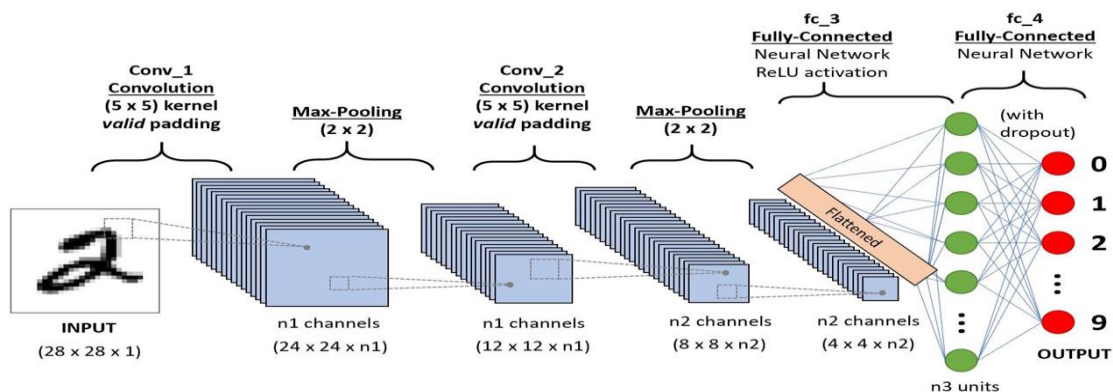 Conv_1
Convolution
(5 x 5) kernel
valid padding
Max-Pooling
(2 x 2)
Conv_2
Convolution
(5 x 5) kernel
valid padding
Max-Pooling
(2 x 2)
fc_3
Fully-Connected
Neural Network
ReLU activation
fc_4
Fully-Connected
Neural Network
(with
dropout)
2
Flattened
0
1
2
9
INPUT
(28 x 28 x 1)
n1 channels
(24 x 24 x n1)
n1 channels
(12 x 12 x n1)
n2 channels
(8 x 8 x n2)
n2 channels
(4 x 4 x n2)
n3 units
OUTPUT